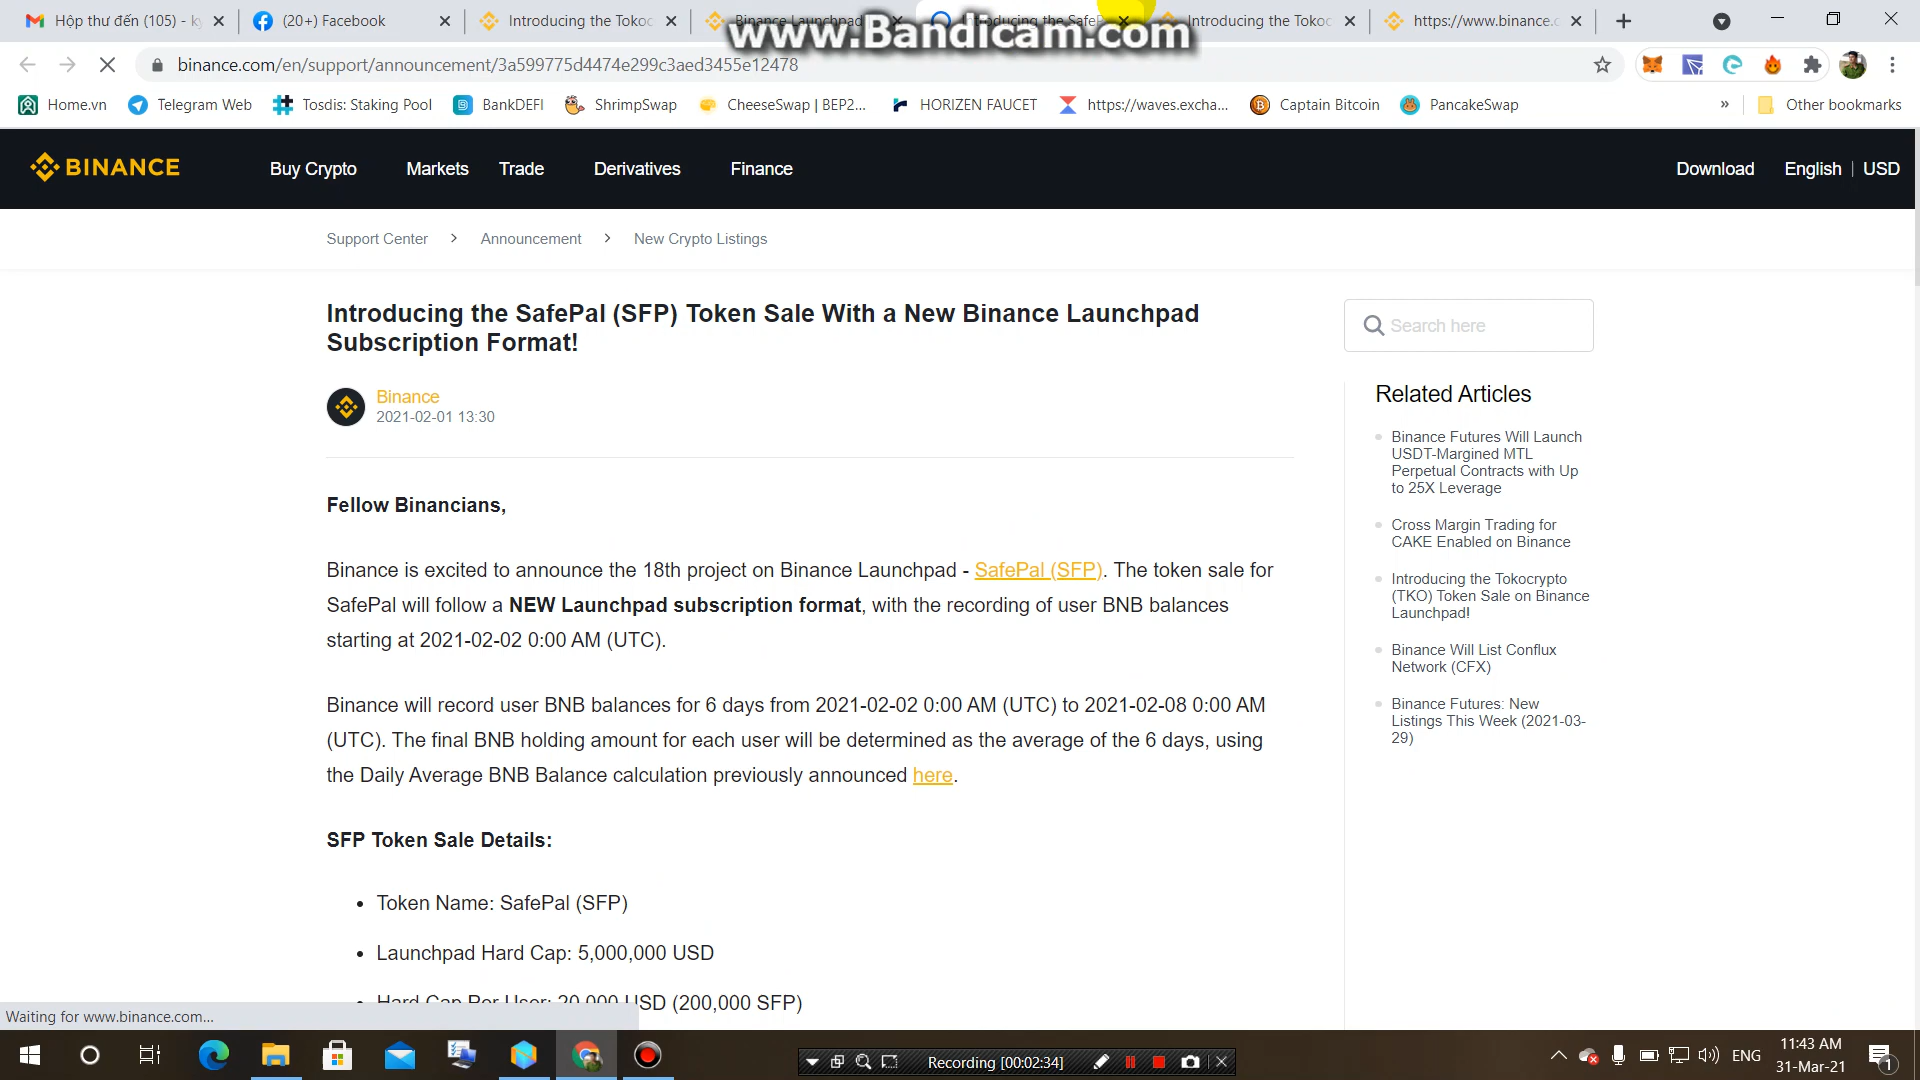 Hộp thư đến (105) - ky
(20+) Facebook
Introducing the Tokoc
Binance Launchpad
Introducing the SafeP
Introducing the Tokoc
https://www.binance.c
www.Bandicam.com
binance.com/en/support/announcement/3a599775d4474e299c3aed3455e12478
Home.vn
Telegram Web
Tosdis: Staking Pool
BankDEFI
ShrimpSwap
CheeseSwap | BEP2...
HORIZEN FAUCET
https://waves.excha...
Captain Bitcoin
PancakeSwap
»
Other bookmarks
BINANCE
Buy Crypto
Markets
Trade
Derivatives
Finance
Download
English | USD
Support Center > Announcement > New Crypto Listings
Introducing the SafePal (SFP) Token Sale With a New Binance Launchpad
Subscription Format!
Binance
2021-02-01 13:30
Fellow Binancians,
Binance is excited to announce the 18th project on Binance Launchpad - SafePal (SFP). The token sale for
SafePal will follow a NEW Launchpad subscription format, with the recording of user BNB balances
starting at 2021-02-02 0:00 AM (UTC).
Binance will record user BNB balances for 6 days from 2021-02-02 0:00 AM (UTC) to 2021-02-08 0:00 AM
(UTC). The final BNB holding amount for each user will be determined as the average of the 6 days, using
the Daily Average BNB Balance calculation previously announced here.
SFP Token Sale Details:
• Token Name: SafePal (SFP)
• Launchpad Hard Cap: 5,000,000 USD
• Hard Cap Per User: 20,000 USD (200,000 SFP)
Search here
Related Articles
Binance Futures Will Launch
USDT-Margined MTL
Perpetual Contracts with Up
to 25X Leverage
Cross Margin Trading for
CAKE Enabled on Binance
Introducing the Tokocrypto
(TKO) Token Sale on Binance
Launchpad!
Binance Will List Conflux
Network (CFX)
Binance Futures: New
Listings This Week (2021-03-
29)
Waiting for www.binance.com...
Recording [00:02:34]
ENG
11:43 AM
31-Mar-21
1